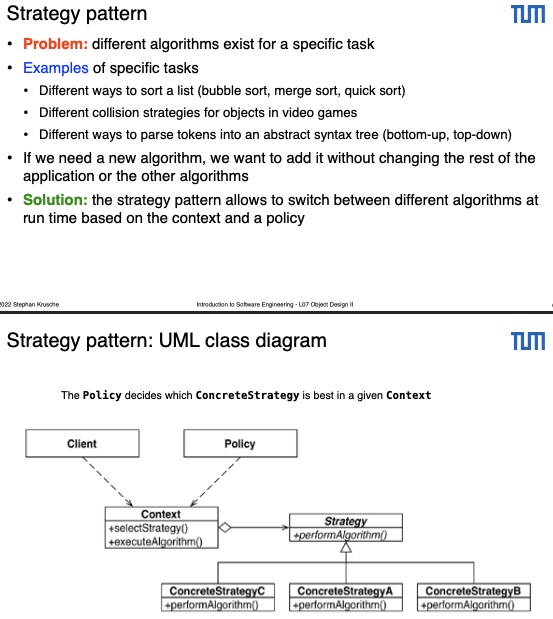 Strategy pattern
TUM
• Problem: different algorithms exist for a specific task
• Examples of specific tasks
• Different ways to sort a list (bubble sort, merge sort, quick sort)
• Different collision strategies for objects in video games
• Different ways to parse tokens into an abstract syntax tree (bottom-up, top-down)
• If we need a new algorithm, we want to add it without changing the rest of the
application or the other algorithms
• Solution: the strategy pattern allows to switch between different algorithms at
run time based on the context and a policy
2022 Stephan Krusche
Introduction to Software Engineering - L07 Object Design II
Strategy pattern: UML class diagram
TUM
The Policy decides which ConcreteStrategy is best in a given Context
Client
Policy
Context
+selectStrategy()
+executeAlgorithm()
Strategy
+performAlgorithm()
ConcreteStrategyC
+performAlgorithm()
ConcreteStrategyA
+performAlgorithm()
ConcreteStrategyB
+performAlgorithm()